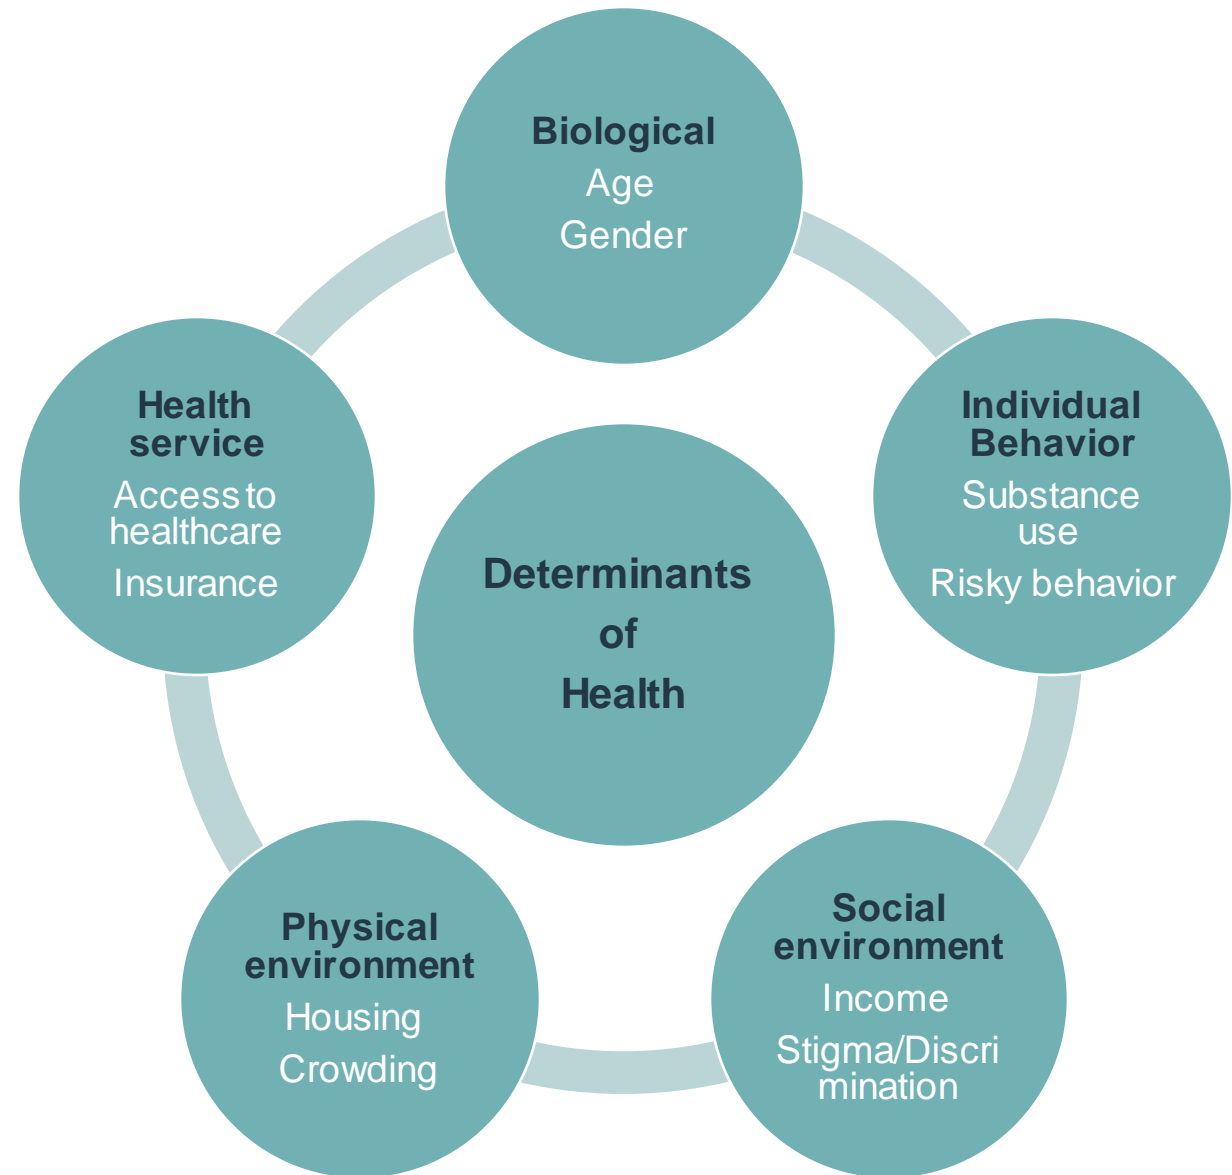 Biological
Age
Gender
Individual
Behavior
Substance
use
Risky behavior
Social
environment
Income
Stigma/Discri
mination
Physical
environment
Housing
Crowding
Health
service
Access to
healthcare
Insurance
Determinants
of
Health